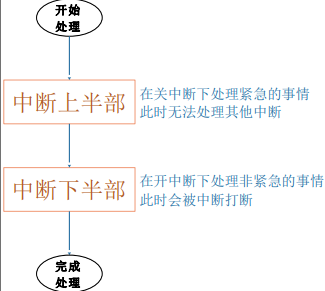 开始
处理
中断上半部
在关中断下处理紧急的事情
此时无法处理其他中断
中断下半部
在开中断下处理非紧急的事情
此时会被中断打断
完成
处理